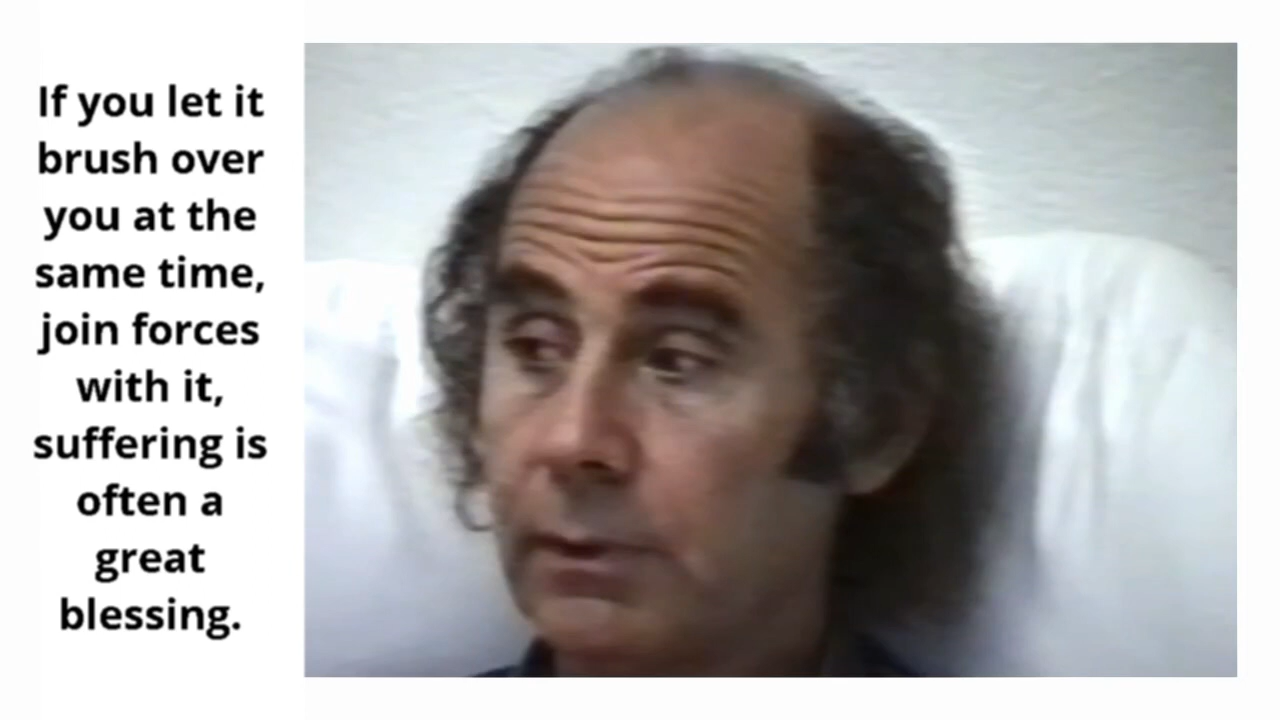 If you let it
brush over
you at the
same time,
join forces
with it,
suffering is
often a
great
blessing.